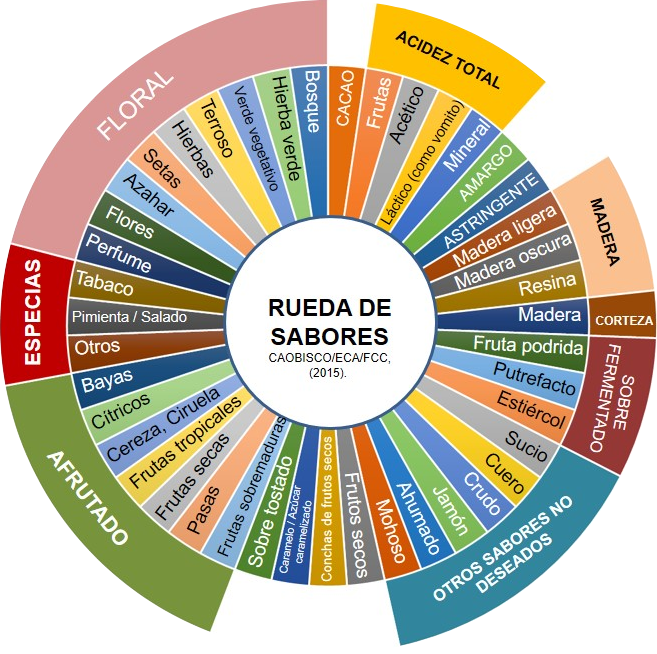 RUEDA DE
SABORES
CAOBISCO/ECA/FCC,
(2015).
CACAO
ACIDEZ TOTAL
Frutas
Acético
Láctico (como vomito)
Mineral
AMARGO
ASTRINGENTE
MADERA
Madera ligera
Madera oscura
Resina
CORTEZA
Madera
SOBRE
FERMENTADO
Fruta podrida
Putrefacto
Estiércol
Sucio
OTROS SABORES NO
DESEADOS
Cuero
Crudo
Jamón
Ahumado
Mohoso
Frutos secos
Conchas de frutos secos
Caramelo / Azúcar
caramelizado
Sobre tostado
AFRUTADO
Frutas sobremaduras
Pasas
Frutas secas
Frutas tropicales
Cereza, Ciruela
Cítricos
Bayas
ESPECIAS
Otros
Pimienta / Salado
Tabaco
FLORAL
Perfume
Flores
Azahar
Setas
Hierbas
Terroso
Verde vegetativo
Hierba verde
Bosque